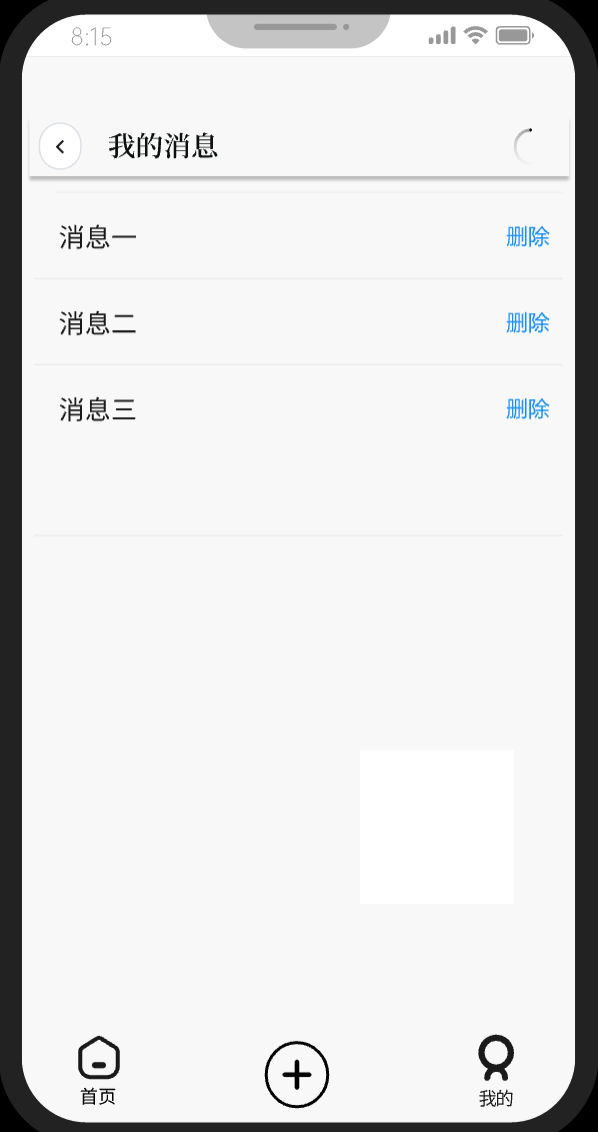 8:15
我的消息
消息一 删除
消息二 删除
消息三 删除
首页 我的